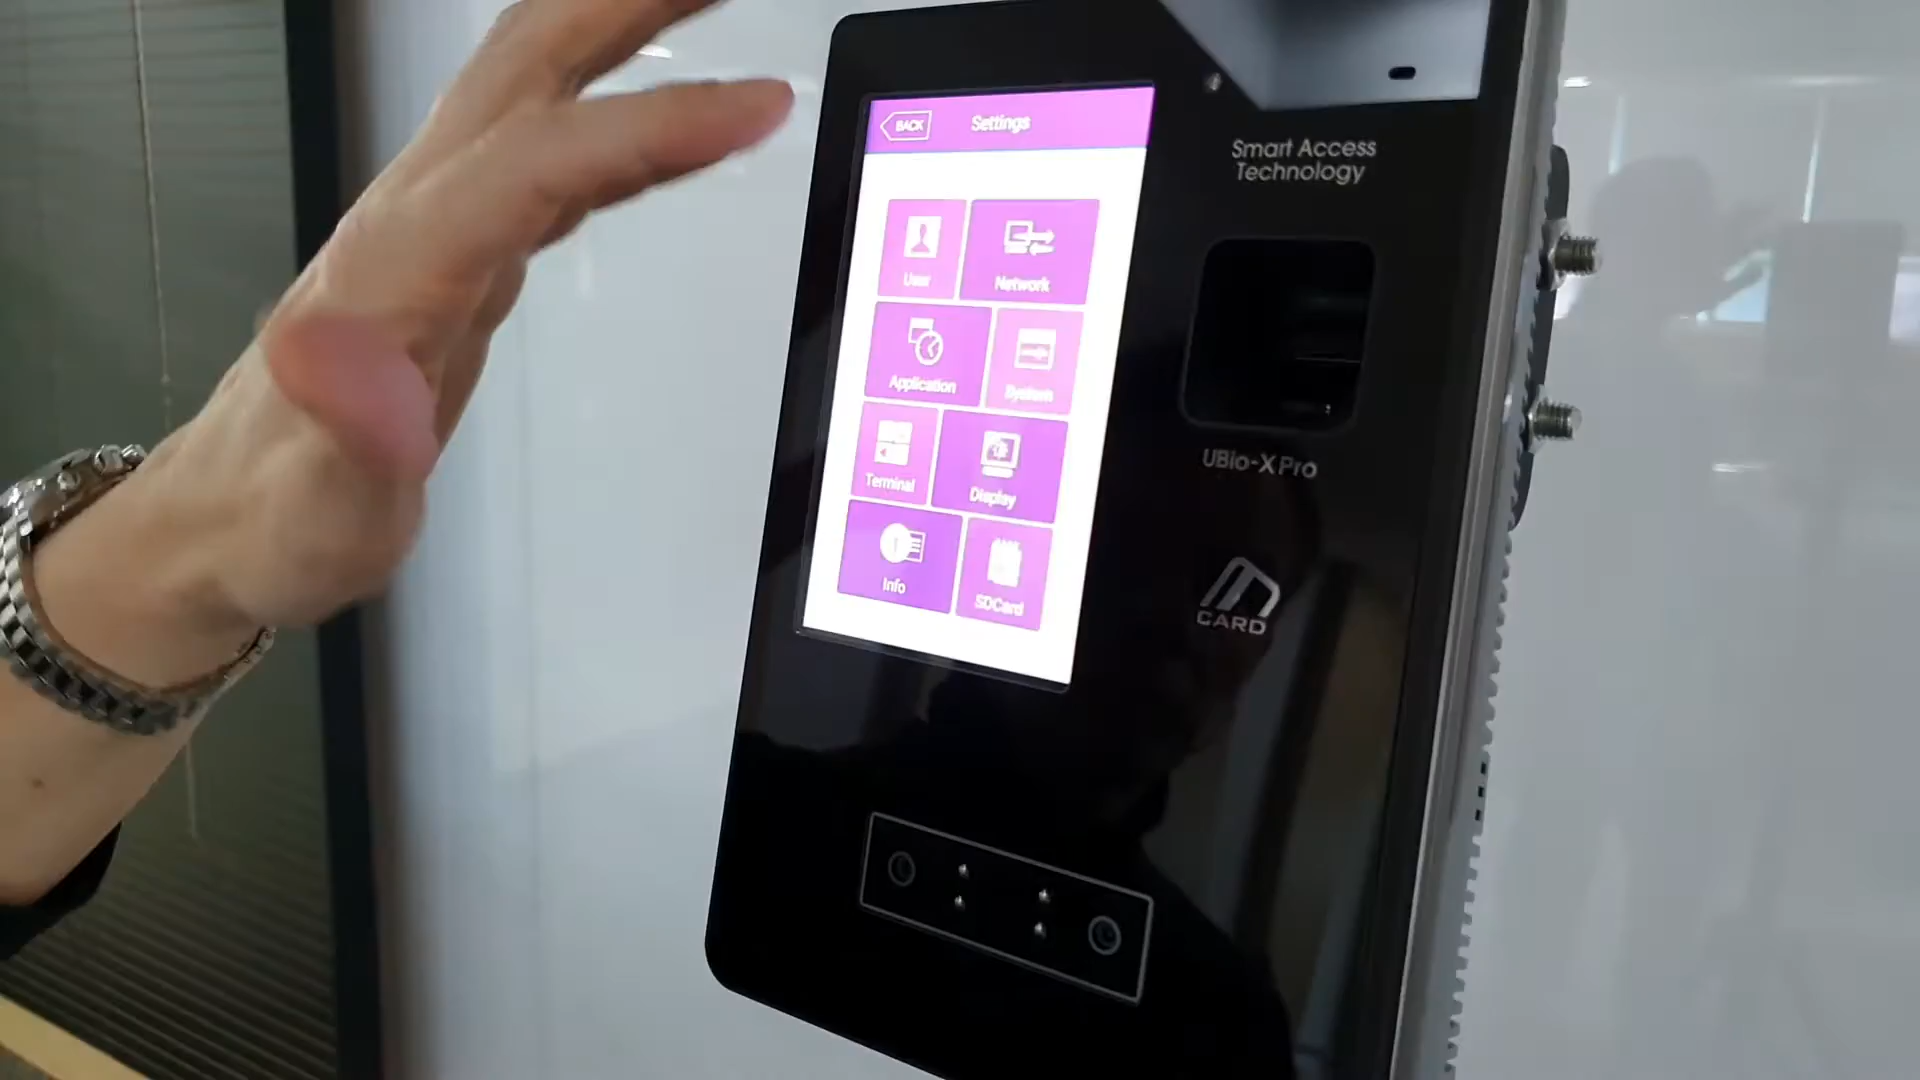 BACK
Settings
User
Network
Application
System
Terminal
Display
Info
SDCard
Smart Access
Technology
UBio-X Pro
CARD